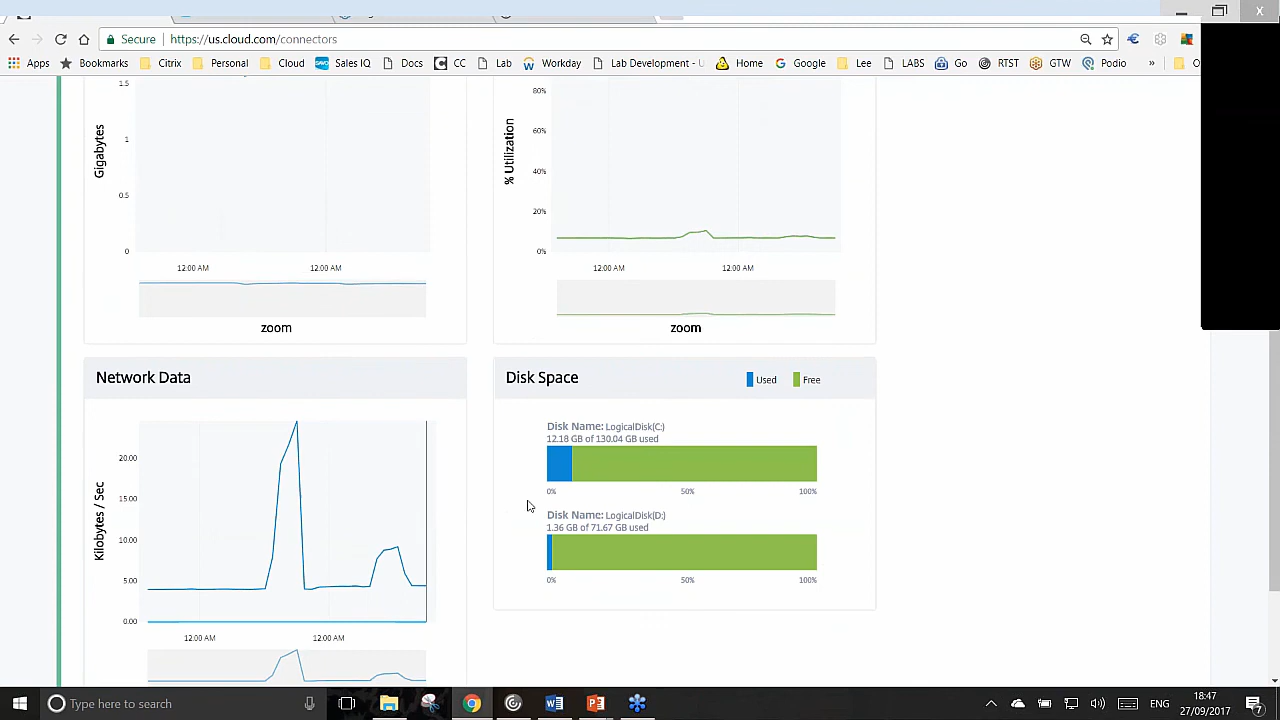 Secure
https://us.cloud.com/connectors
Apps
Bookmarks
Citrix
Personal
Cloud
Sales IQ
Docs
CC
Lab
Workday
Lab Development - U
Home
Google
Lee
LABS
Go
RTST
GTW
Podio
»
O
1.5
1
0.5
0
Gigabytes
12:00 AM
12:00 AM
zoom
80%
60%
40%
20%
0%
% Utilization
12:00 AM
12:00 AM
zoom
Network Data
20.00
15.00
10.00
5.00
0.00
Kilobytes / Sec
12:00 AM
12:00 AM
Disk Space
Used
Free
Disk Name: LogicalDisk(C:)
12.18 GB of 130.04 GB used
0%
50%
100%
Disk Name: LogicalDisk(D:)
1.36 GB of 71.67 GB used
0%
50%
100%
Type here to search
ENG
18:47
27/09/2017
7